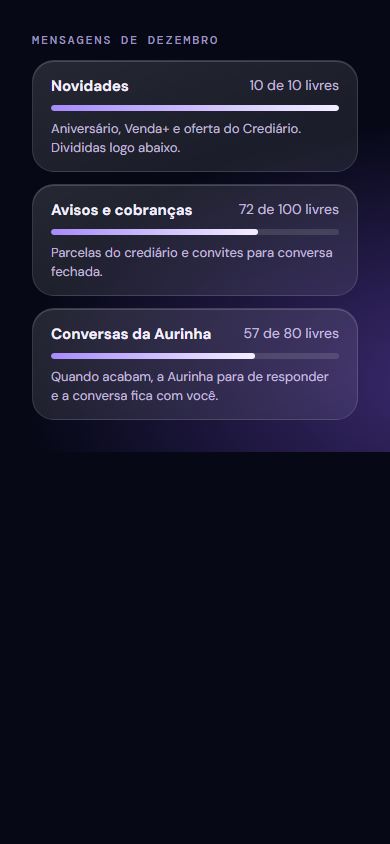 MENSAGENS DE DEZEMBRO
Novidades 10 de 10 livres
Aniversário, Venda+ e oferta do Crediário.
Divididas logo abaixo.
Avisos e cobranças 72 de 100 livres
Parcelas do crediário e convites para conversa
fechada.
Conversas da Aurinha 57 de 80 livres
Quando acabam, a Aurinha para de responder
e a conversa fica com você.